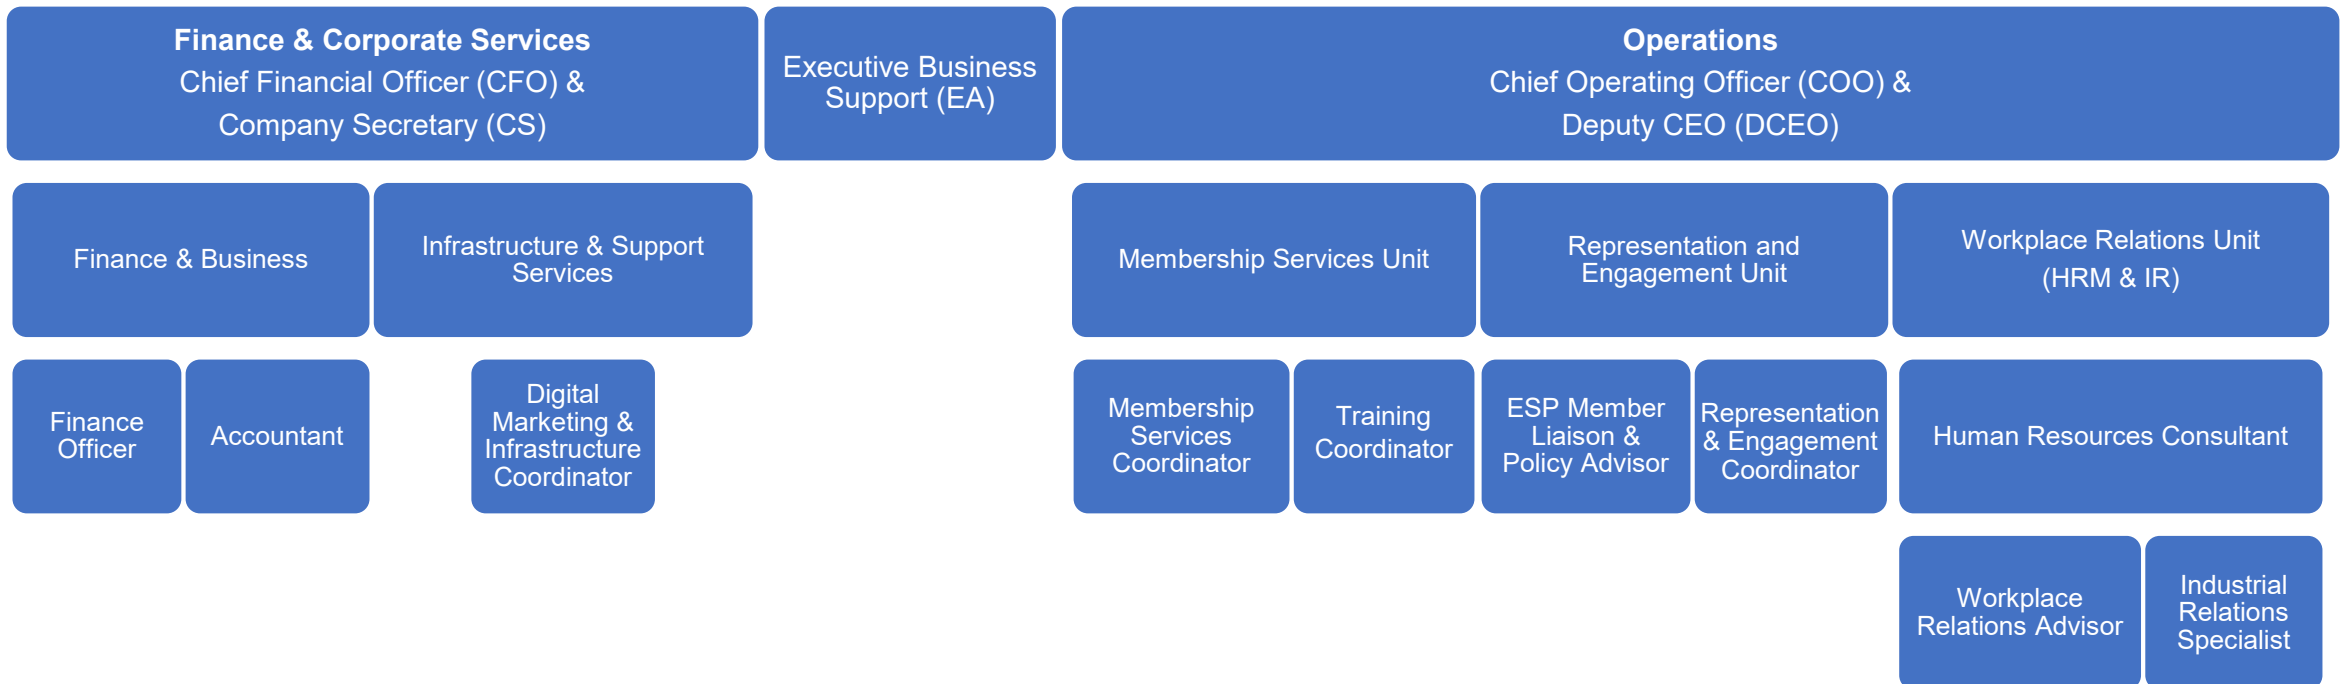 Finance & Corporate Services
Chief Financial Officer (CFO) &
Company Secretary (CS)
Executive Business
Support (EA)
Operations
Chief Operating Officer (COO) &
Deputy CEO (DCEO)
Finance & Business
Infrastructure & Support
Services
Membership Services Unit
Representation and
Engagement Unit
Workplace Relations Unit
(HRM & IR)
Finance
Officer
Accountant
Digital
Marketing &
Infrastructure
Coordinator
Membership
Services
Coordinator
Training
Coordinator
ESP Member
Liaison &
Policy Advisor
Representation
& Engagement
Coordinator
Human Resources Consultant
Workplace
Relations Advisor
Industrial
Relations
Specialist